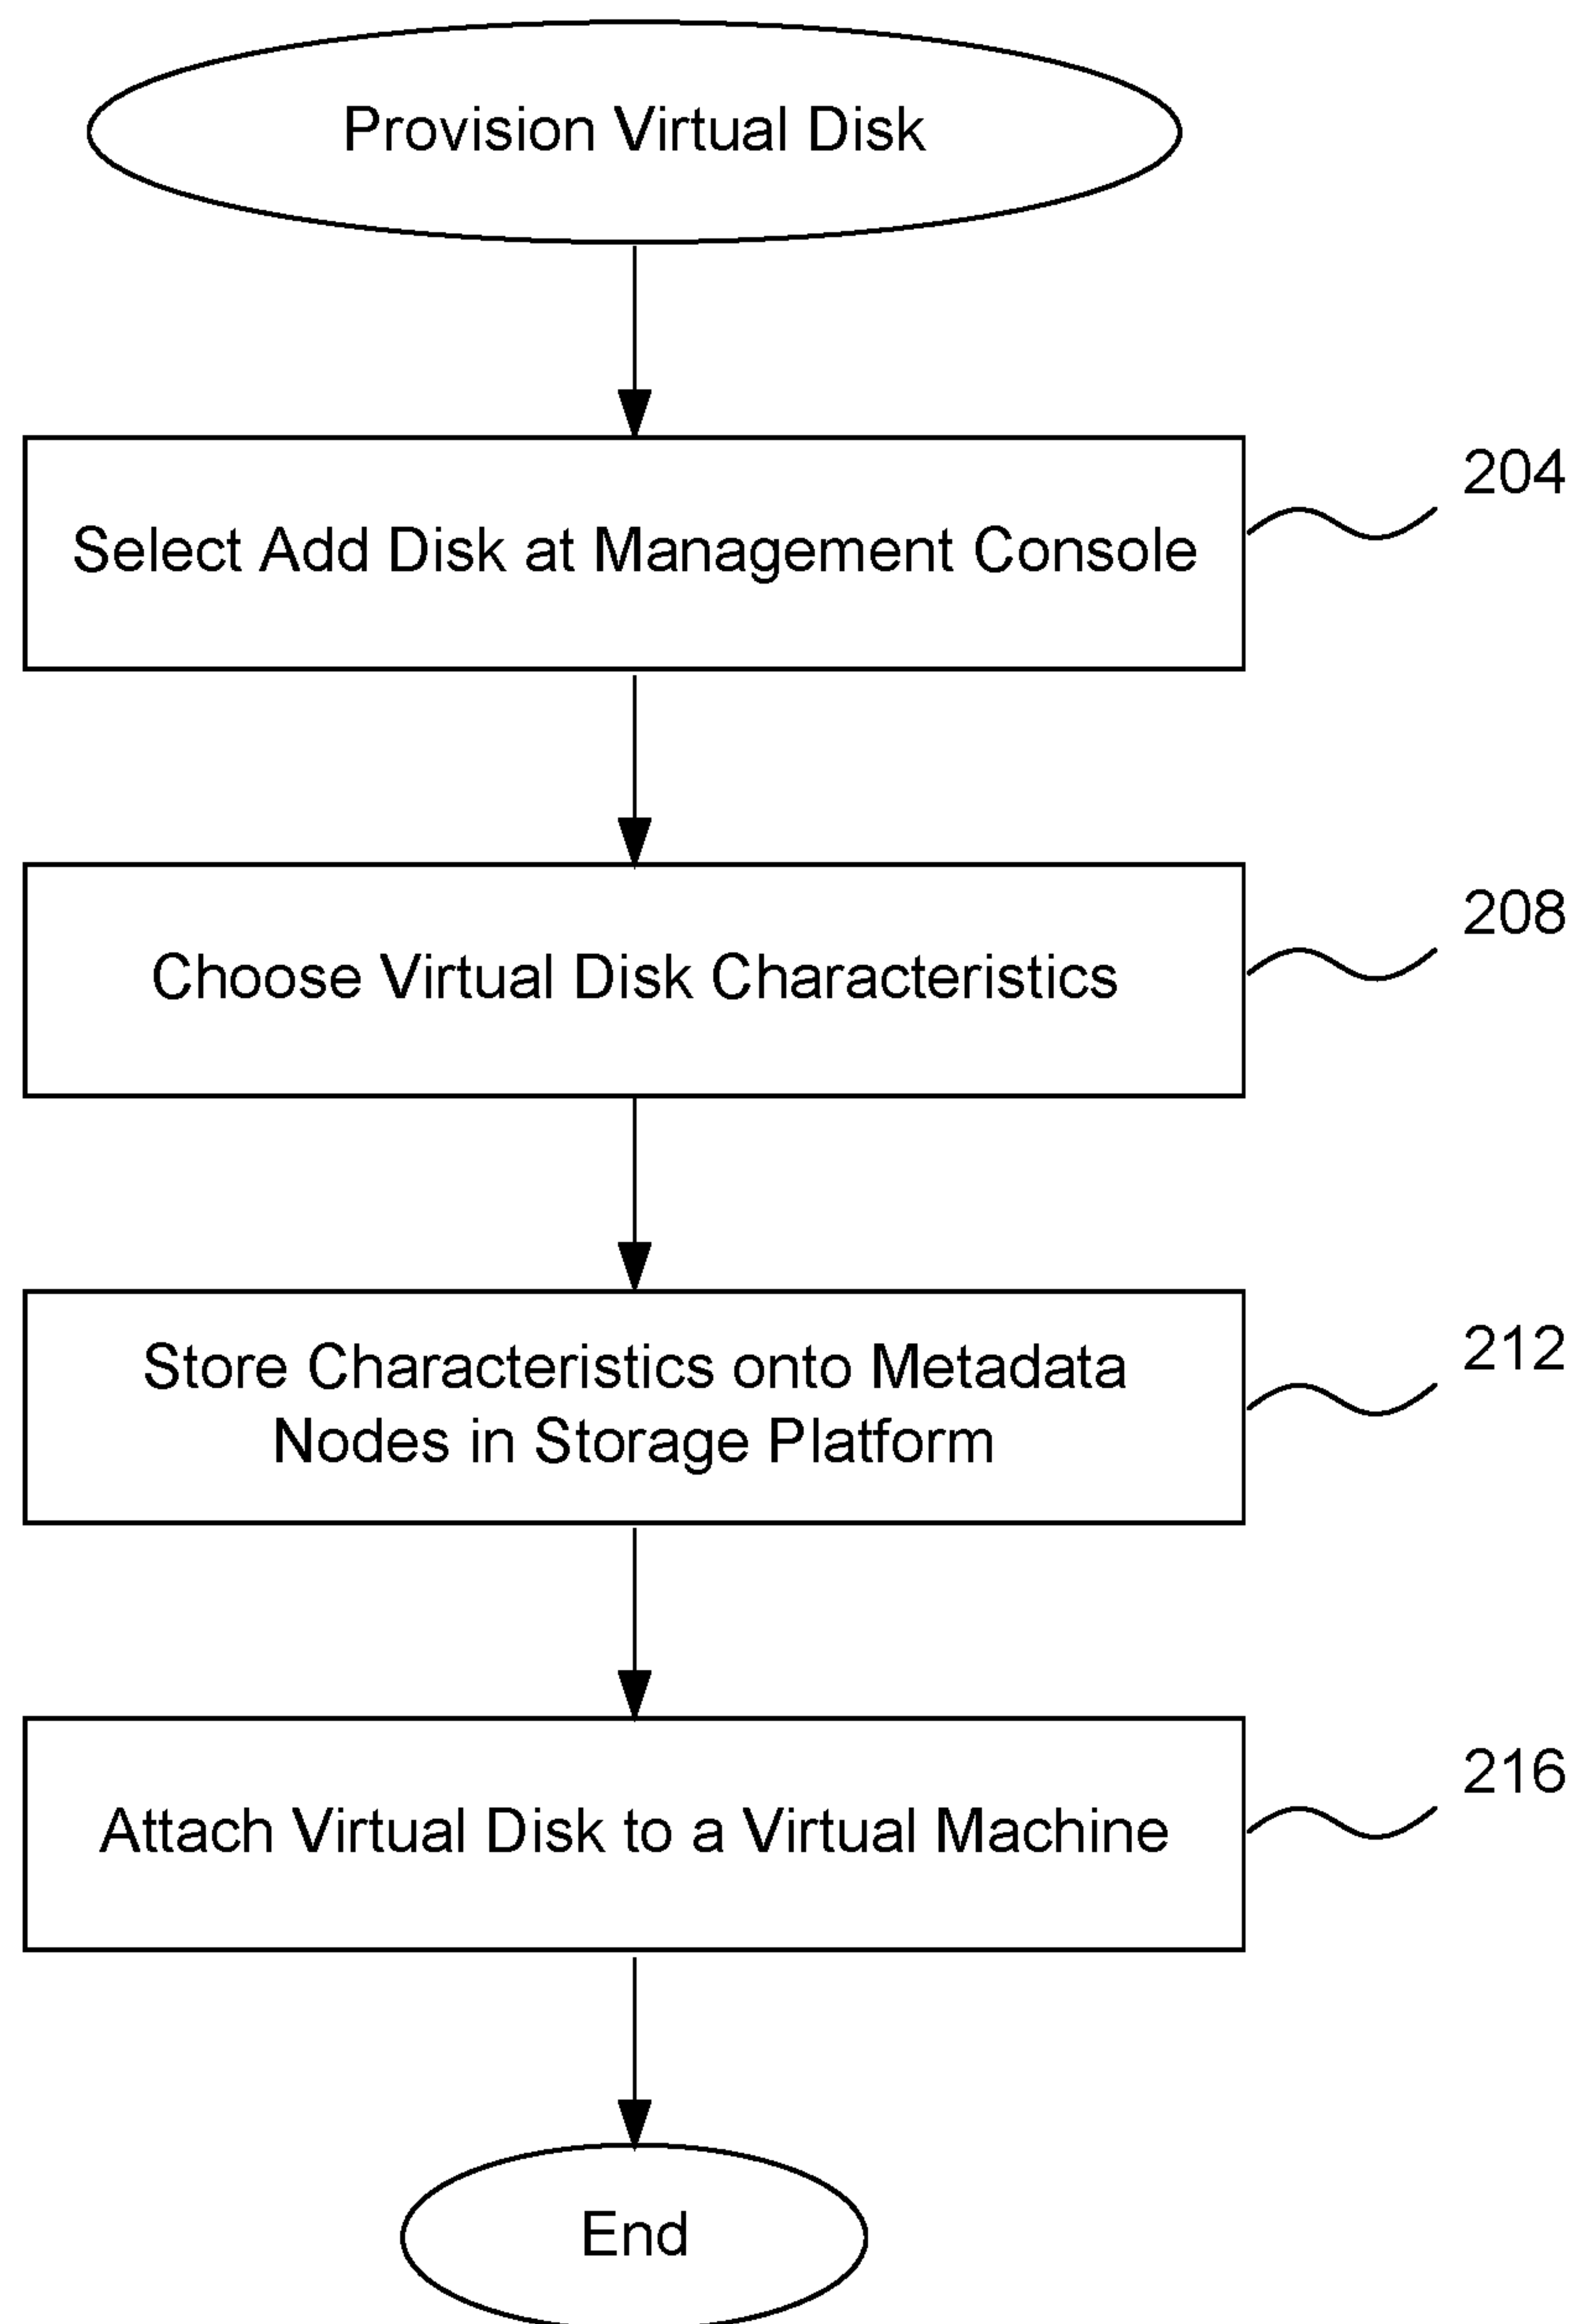 Provision Virtual Disk
204
Select Add Disk at Management Console
208
Choose Virtual Disk Characteristics
212
Store Characteristics onto Metadata
Nodes in Storage Platform
216
Attach Virtual Disk to a Virtual Machine
End